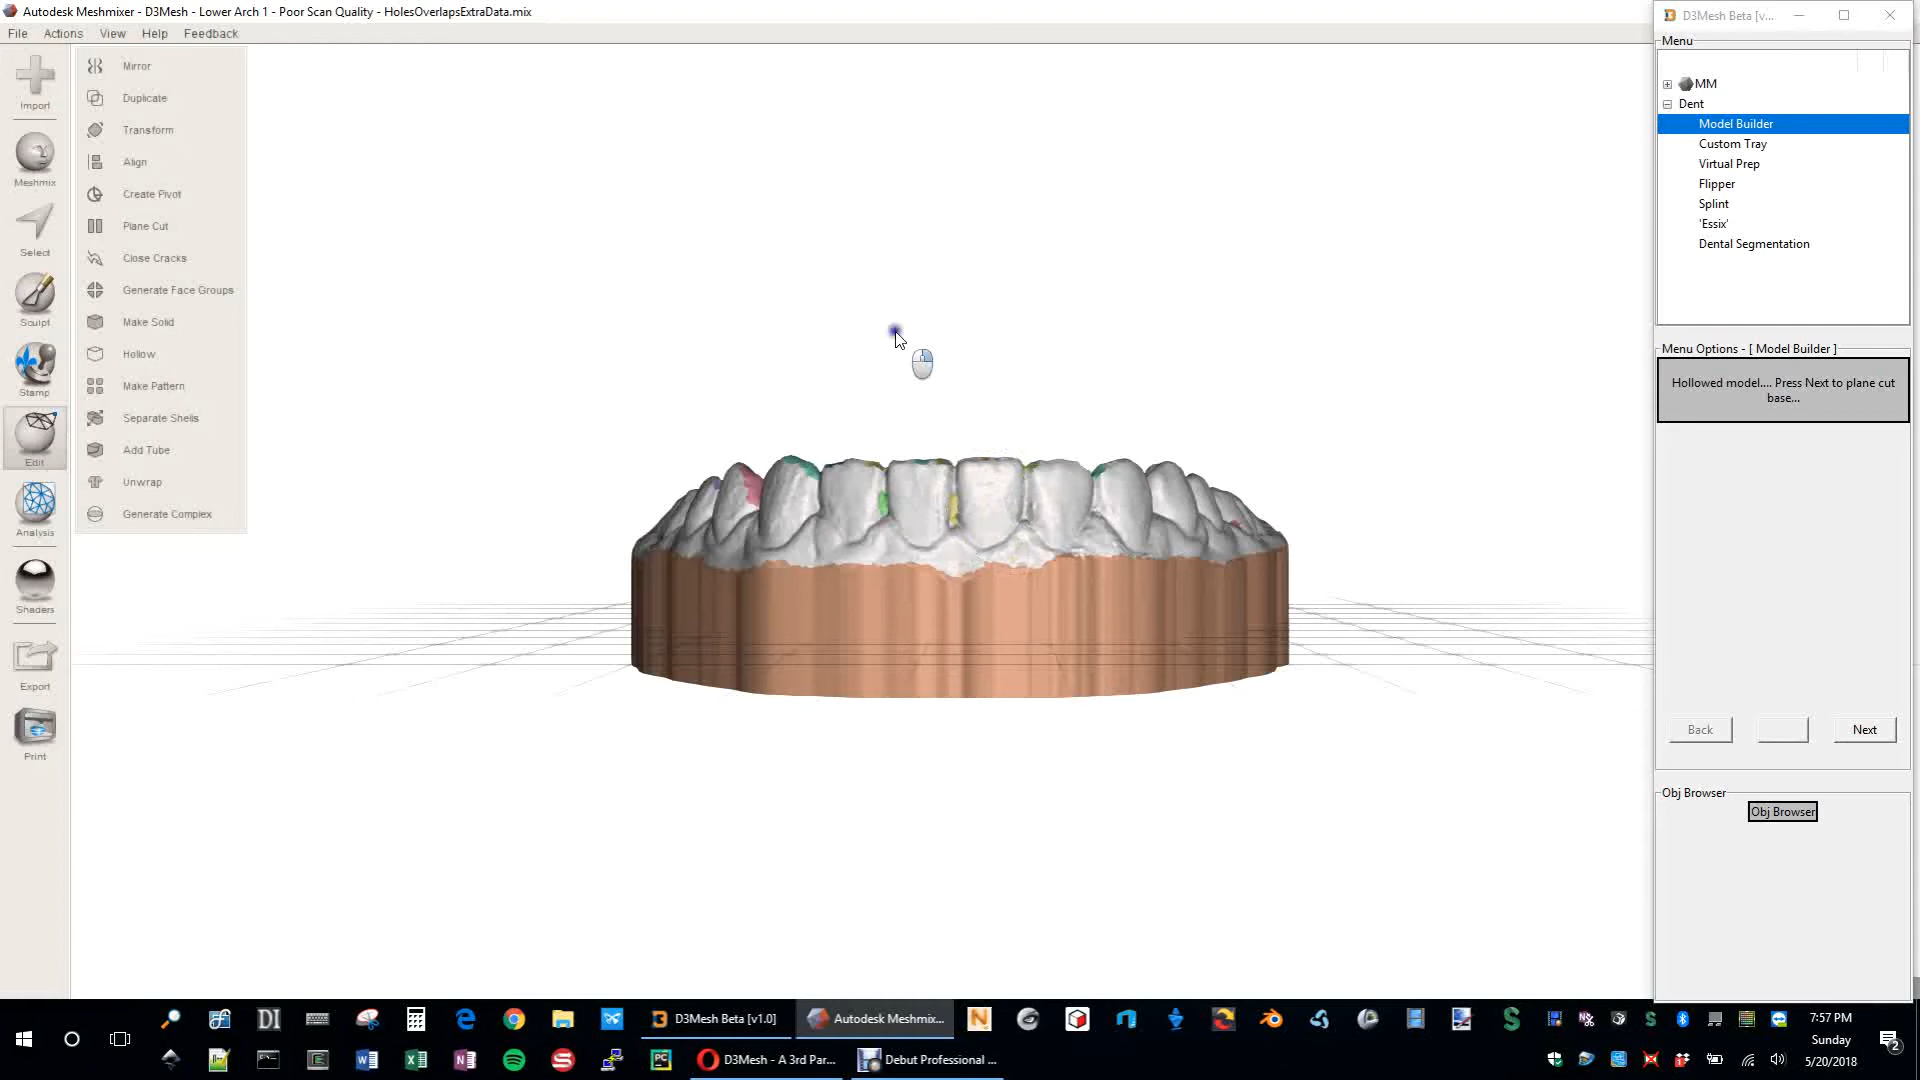 Autodesk Meshmixer - D3Mesh - Lower Arch 1 - Poor Scan Quality - HolesOverlapsExtraData.mix
File Actions View Help Feedback
Import
Meshmix
Select
Sculpt
Stamp
Edit
Analysis
Shaders
Export
Print
Mirror
Duplicate
Transform
Align
Create Pivot
Plane Cut
Close Cracks
Generate Face Groups
Make Solid
Hollow
Make Pattern
Separate Shells
Add Tube
Unwrap
Generate Complex
D3Mesh Beta [v...
Menu
MM
Dent
Model Builder
Custom Tray
Virtual Prep
Flipper
Splint
'Essix'
Dental Segmentation
Menu Options - [ Model Builder ]
Hollowed model.... Press Next to plane cut
base...
Back
Next
Obj Browser
Obj Browser
D3Mesh Beta [v1.0]
Autodesk Meshmix...
7:57 PM
Sunday
D3Mesh - A 3rd Par...
Debut Professional ...
5/20/2018
2